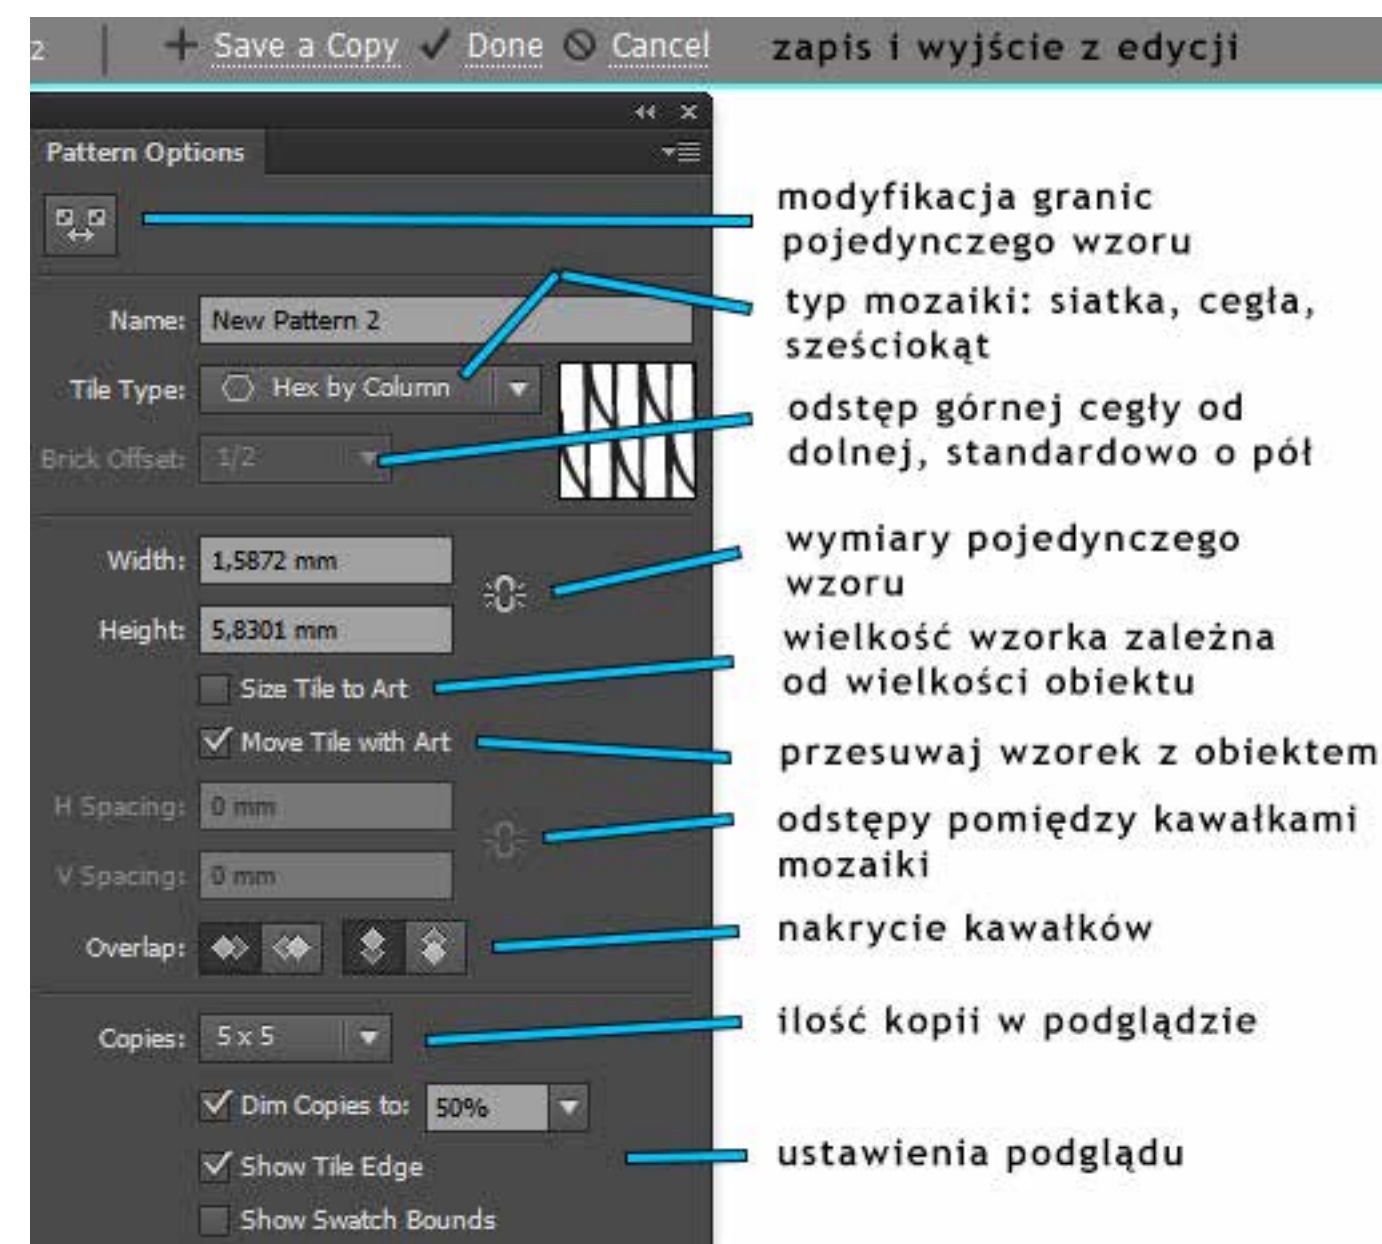 2 Save a Copy Done Cancel zapis i wyjście z edycji
Pattern Options
modyfikacja granic
pojedynczego wzoru
Name: New Pattern 2
typ mozaiki: siatka, cegła,
sześciokąt
Tile Type: Hex by Column
Brick Offset: 1/2
odstęp górnej cegły od
dolnej, standardowo o pół
Width: 1,5872 mm
Height: 5,8301 mm
wymiary pojedynczego
wzoru
Size Tile to Art
wielkość wzorka zależna
od wielkości obiektu
Move Tile with Art
przesuwaj wzorek z obiektem
H Spacing: 0 mm
V Spacing: 0 mm
odstępy pomiędzy kawałkami
mozaiki
Overlap:
nakrycie kawałków
Copies: 5 x 5
ilość kopii w podglądzie
Dim Copies to: 50%
Show Tile Edge
Show Swatch Bounds
ustawienia podglądu